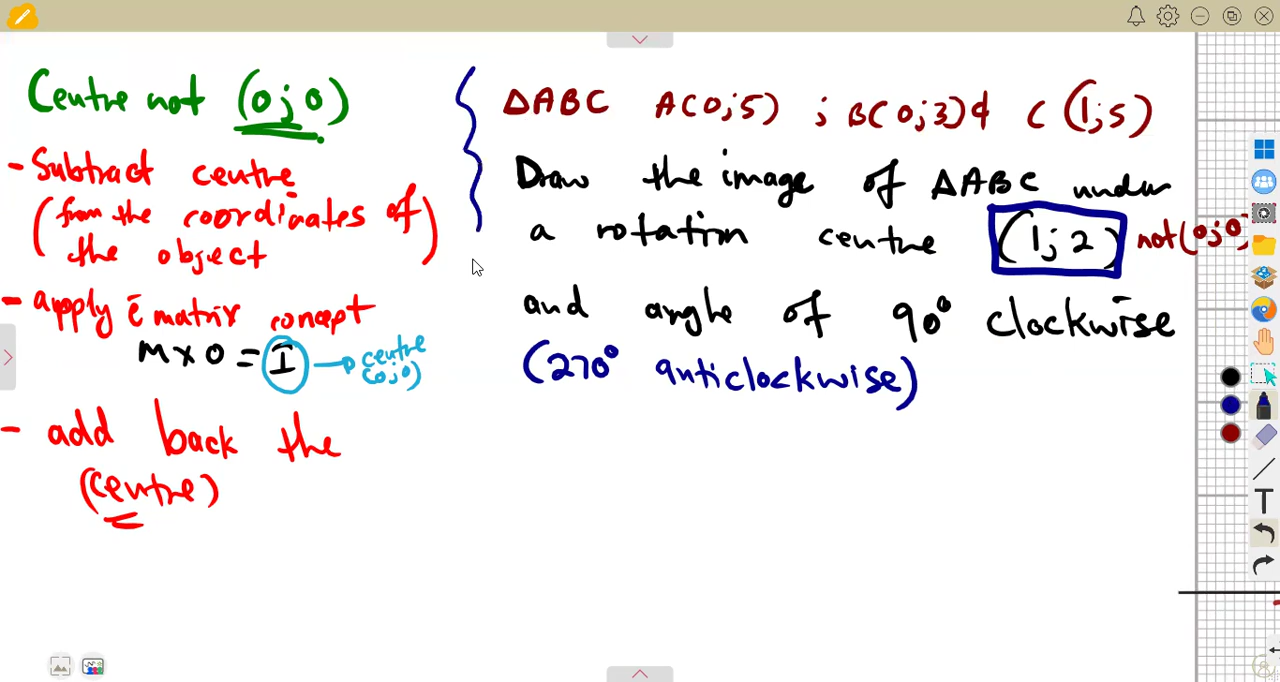 Centre not (0;0)
- Subtract centre
(from the coordinates of)
the object
- apply c̄ matrix concept
M x O = I → centre
(0;0)
- add back the
(centre)
ΔABC A(0;5) ; B(0;3) & C(1;5)
Draw the image of ΔABC under
a rotation centre (1;2) not(0;0)
and angle of 90° clockwise
(270° anticlockwise)
T